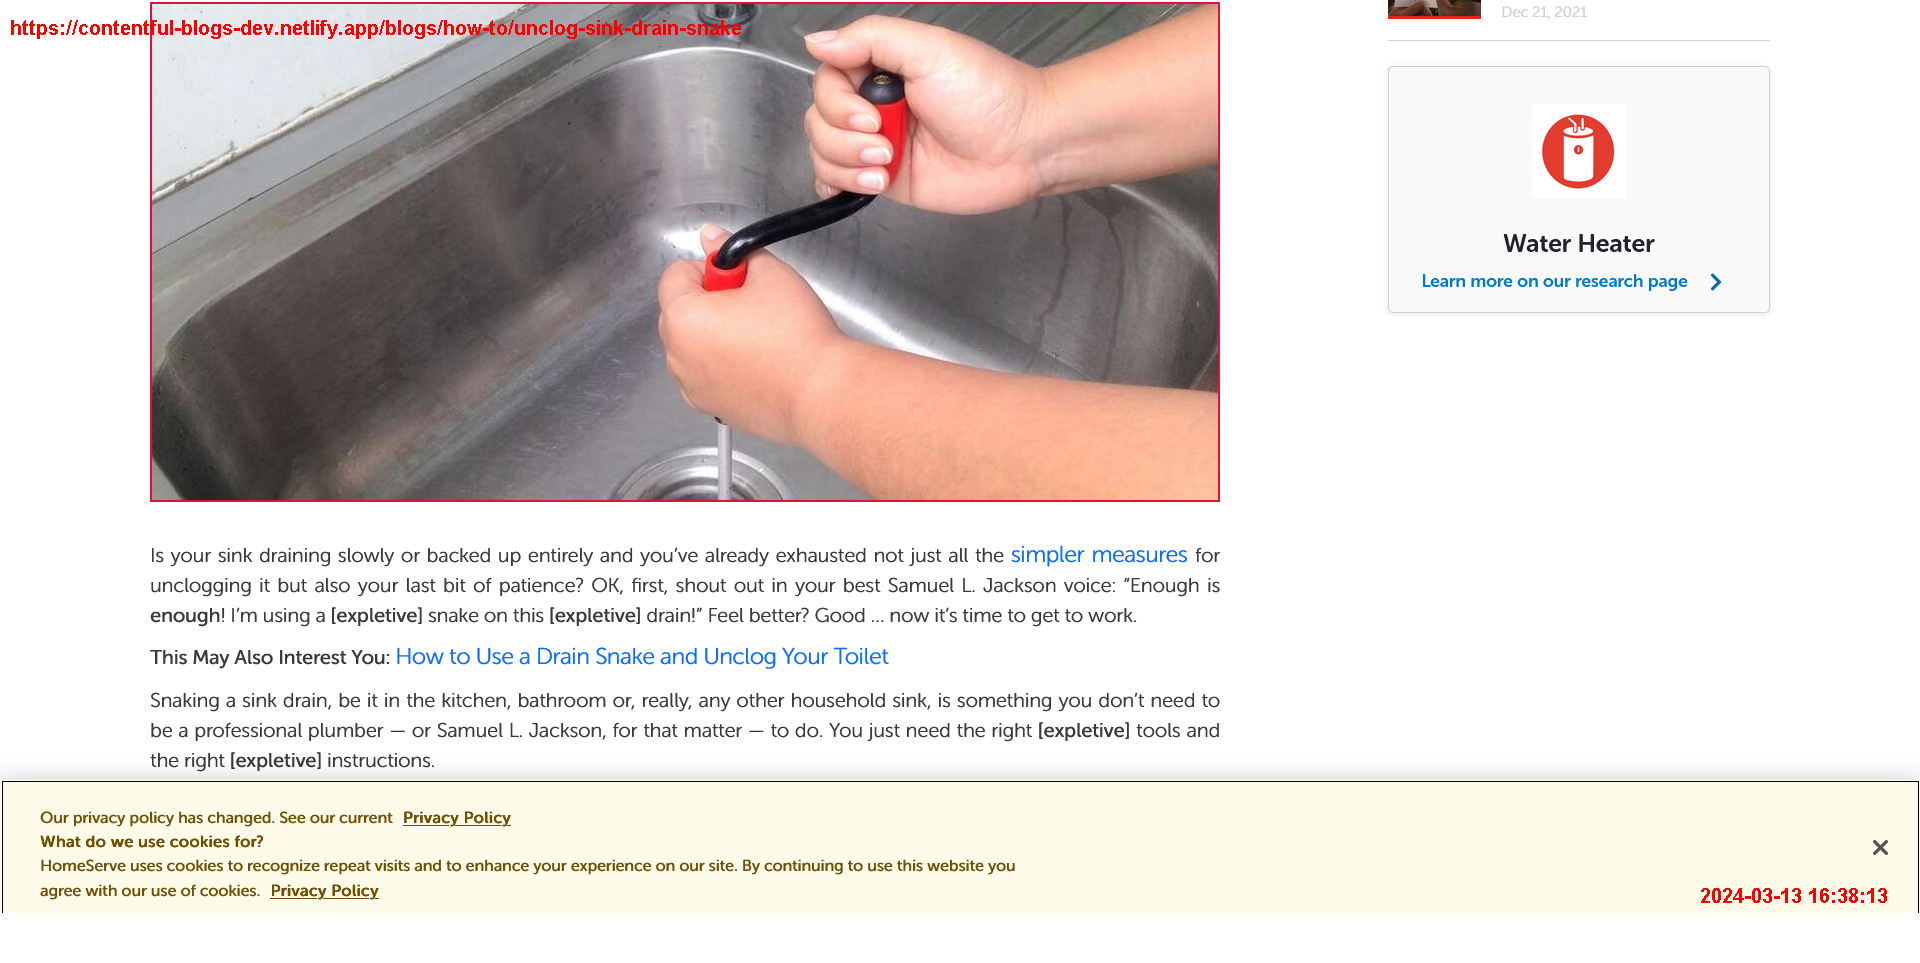 https://contentful-blogs-dev.netlify.app/blogs/how-to/unclog-sink-drain-snake
Dec 21, 2021
Water Heater
Learn more on our research page
Is your sink draining slowly or backed up entirely and you’ve already exhausted not just all the simpler measures for
unclogging it but also your last bit of patience? OK, first, shout out in your best Samuel L. Jackson voice: “Enough is
enough! I’m using a [expletive] snake on this [expletive] drain!” Feel better? Good … now it’s time to get to work.
This May Also Interest You: How to Use a Drain Snake and Unclog Your Toilet
Snaking a sink drain, be it in the kitchen, bathroom or, really, any other household sink, is something you don’t need to
be a professional plumber — or Samuel L. Jackson, for that matter — to do. You just need the right [expletive] tools and
the right [expletive] instructions.
Our privacy policy has changed. See our current Privacy Policy
What do we use cookies for?
HomeServe uses cookies to recognize repeat visits and to enhance your experience on our site. By continuing to use this website you
agree with our use of cookies. Privacy Policy
2024-03-13 16:38:13